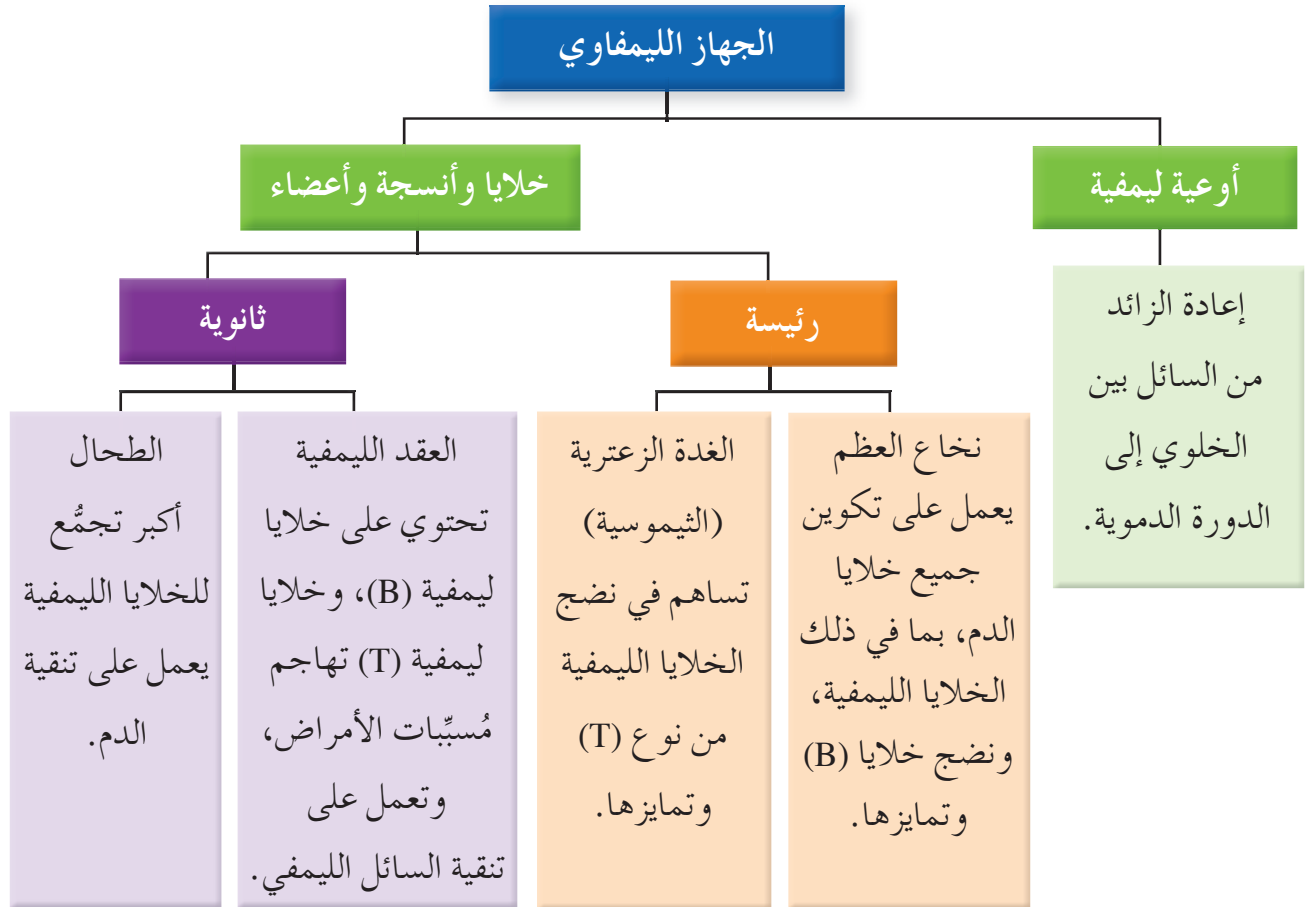 الجهاز الليمفاوي
أوعية ليمفية
خلايا وأنسجة وأعضاء
إعادة الزائد
من السائل بين
الخلوي إلى
الدورة الدموية.
رئيسة
ثانوية
نخاع العظم
يعمل على تكوين
جميع خلايا
الدم، بما في ذلك
الخلايا الليمفية،
ونضج خلايا (B)
وتمايزها.
الغدة الزعترية
(الثيموسية)
تساهم في نضج
الخلايا الليمفية
من نوع (T)
وتمايزها.
العقد الليمفية
تحتوي على خلايا
ليمفية (B)، وخلايا
ليمفية (T) تهاجم
مُسبِّبات الأمراض،
وتعمل على
تنقية السائل الليمفي.
الطحال
أكبر تجمُّع
للخلايا الليمفية
يعمل على تنقية
الدم.